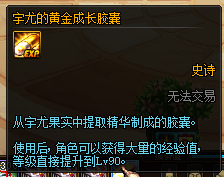 宇尤的黄金成长胶囊
EXP
史诗
无法交易
从宇尤果实中提取精华制成的胶囊。
使用后,角色可以获得大量的经验值,
等级直接提升到Lv90。
3